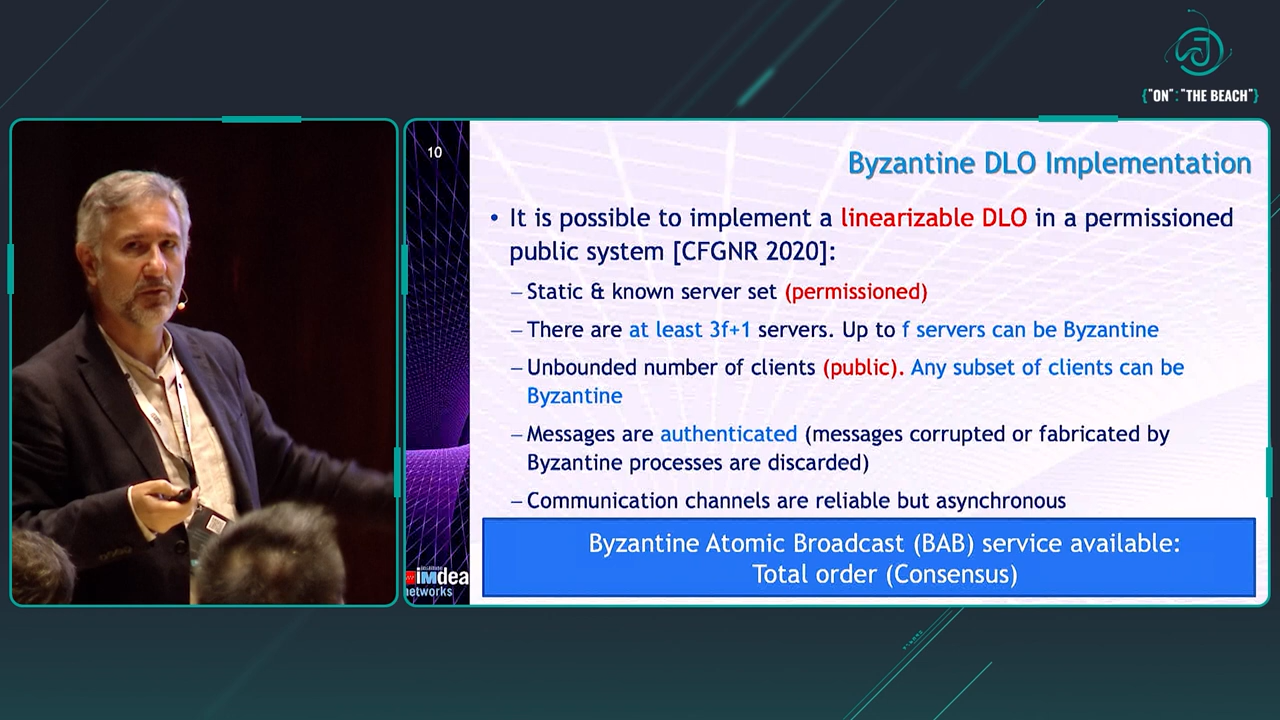 {"ON":"THE BEACH"}
10
Byzantine DLO Implementation
• It is possible to implement a linearizable DLO in a permissioned
public system [CFGNR 2020]:
– Static & known server set (permissioned)
– There are at least 3f+1 servers. Up to f servers can be Byzantine
– Unbounded number of clients (public). Any subset of clients can be
Byzantine
– Messages are authenticated (messages corrupted or fabricated by
Byzantine processes are discarded)
– Communication channels are reliable but asynchronous
Byzantine Atomic Broadcast (BAB) service available:
Total order (Consensus)
imdea
networks